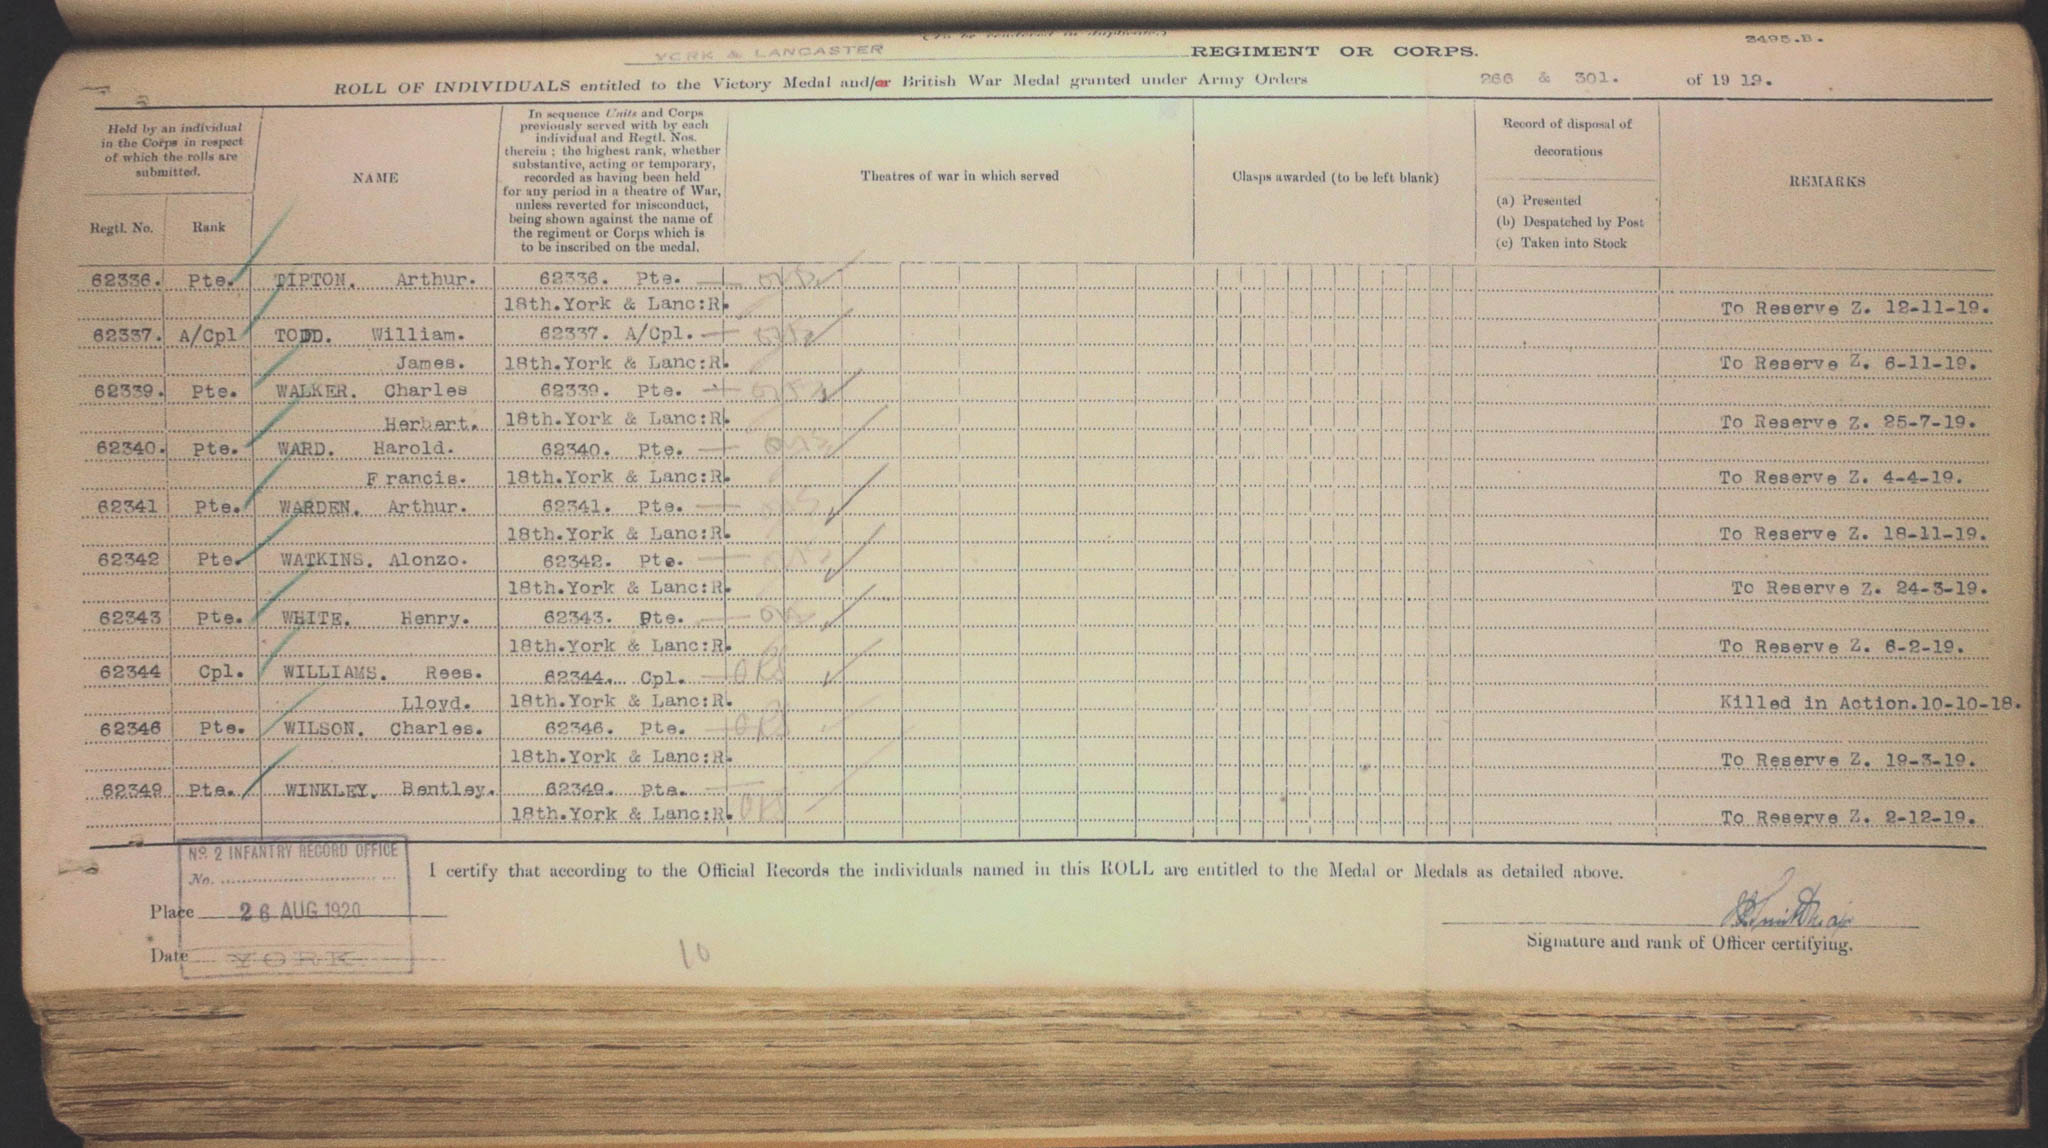 3495.B.
YORK & LANCASTER REGIMENT OR CORPS.
ROLL OF INDIVIDUALS entitled to the Victory Medal and/or British War Medal granted under Army Orders 266 & 301. of 1919.
Held by an individual
in the Corps in respect
of which the rolls are
submitted.
Regtl. No.
Rank
NAME
In sequence Units and Corps
previously served with by each
individual and Regtl. Nos.
therein ; the highest rank, whether
substantive, acting or temporary,
recorded as having been held
for any period in a theatre of War,
unless reverted for misconduct,
being shown against the name of
the regiment or Corps which is
to be inscribed on the medal.
Theatres of war in which served
Clasps awarded (to be left blank)
Record of disposal of
decorations
(a) Presented
(b) Despatched by Post
(c) Taken into Stock
REMARKS
62336. Pte. TIPTON. Arthur. 62336. Pte.
18th.York & Lanc:R. To Reserve Z. 12-11-19.
62337. A/Cpl TODD. William. 62337. A/Cpl.
James. 18th.York & Lanc:R. To Reserve Z. 6-11-19.
62339. Pte. WALKER. Charles 62339. Pte.
Herbert. 18th.York & Lanc:R. To Reserve Z. 25-7-19.
62340. Pte. WARD. Harold. 62340. Pte.
Francis. 18th.York & Lanc:R. To Reserve Z. 4-4-19.
62341 Pte. WARDEN. Arthur. 62341. Pte.
18th.York & Lanc:R. To Reserve Z. 18-11-19.
62342 Pte. WATKINS. Alonzo. 62342. Pte.
18th.York & Lanc:R. To Reserve Z. 24-3-19.
62343 Pte. WHITE. Henry. 62343. Pte.
18th.York & Lanc:R. To Reserve Z. 6-2-19.
62344 Cpl. WILLIAMS. Rees. 62344. Cpl.
Lloyd. 18th.York & Lanc:R. Killed in Action.10-10-18.
62346 Pte. WILSON. Charles. 62346. Pte.
18th.York & Lanc:R. To Reserve Z. 19-3-19.
62349 Pte. WINKLEY. Bentley. 62349. Pte.
18th.York & Lanc:R. To Reserve Z. 2-12-19.
No. 2 INFANTRY RECORD OFFICE
No.
26 AUG 1920
YORK
I certify that according to the Official Records the individuals named in this ROLL are entitled to the Medal or Medals as detailed above.
Place
Date
10
Signature and rank of Officer certifying.